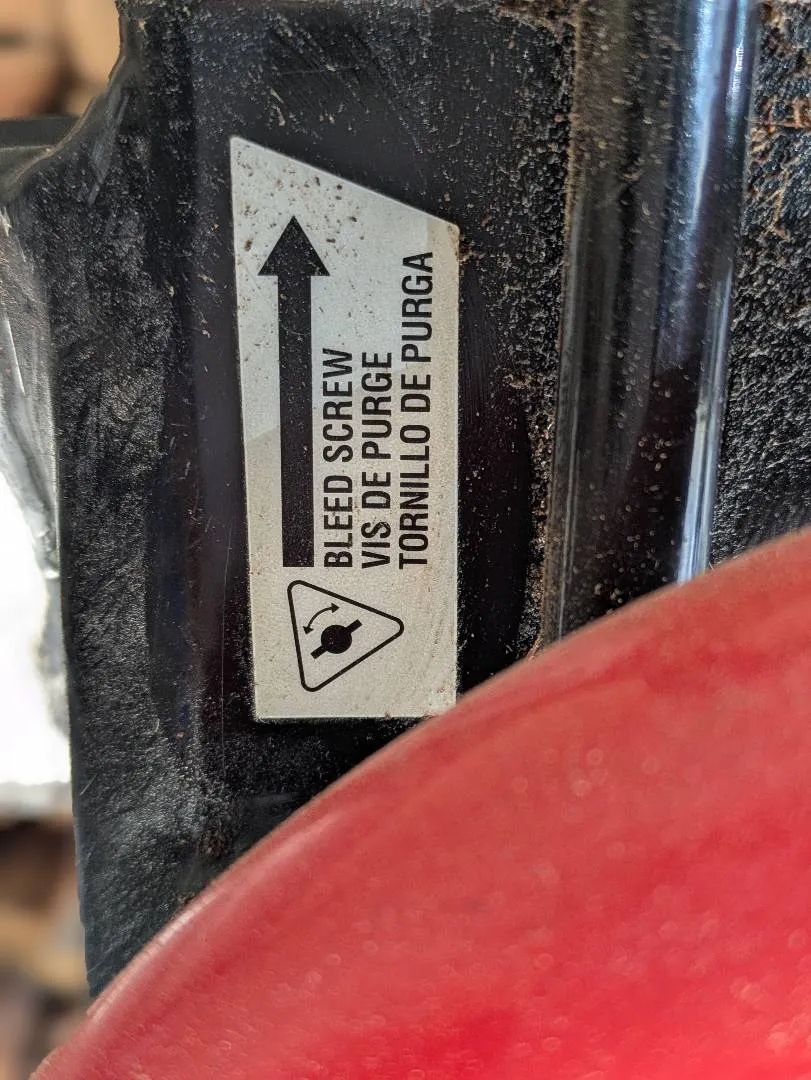 BLEED SCREW
VIS DE PURGE
TORNILLO DE PURGA